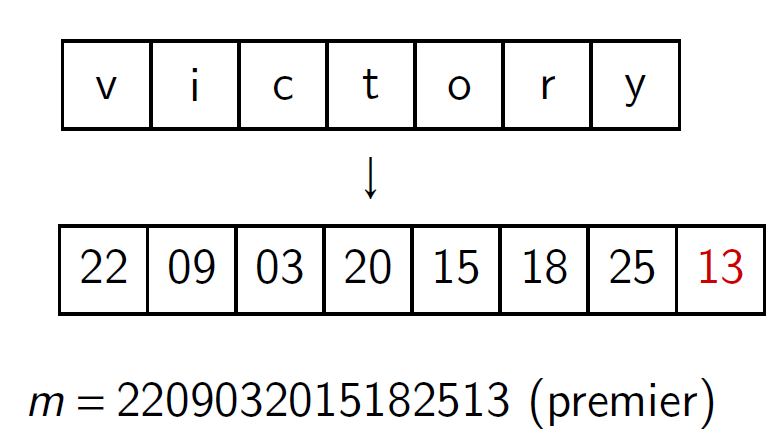 v i c t o r y
↓
22 09 03 20 15 18 25 13
m = 2209032015182513 (premier)